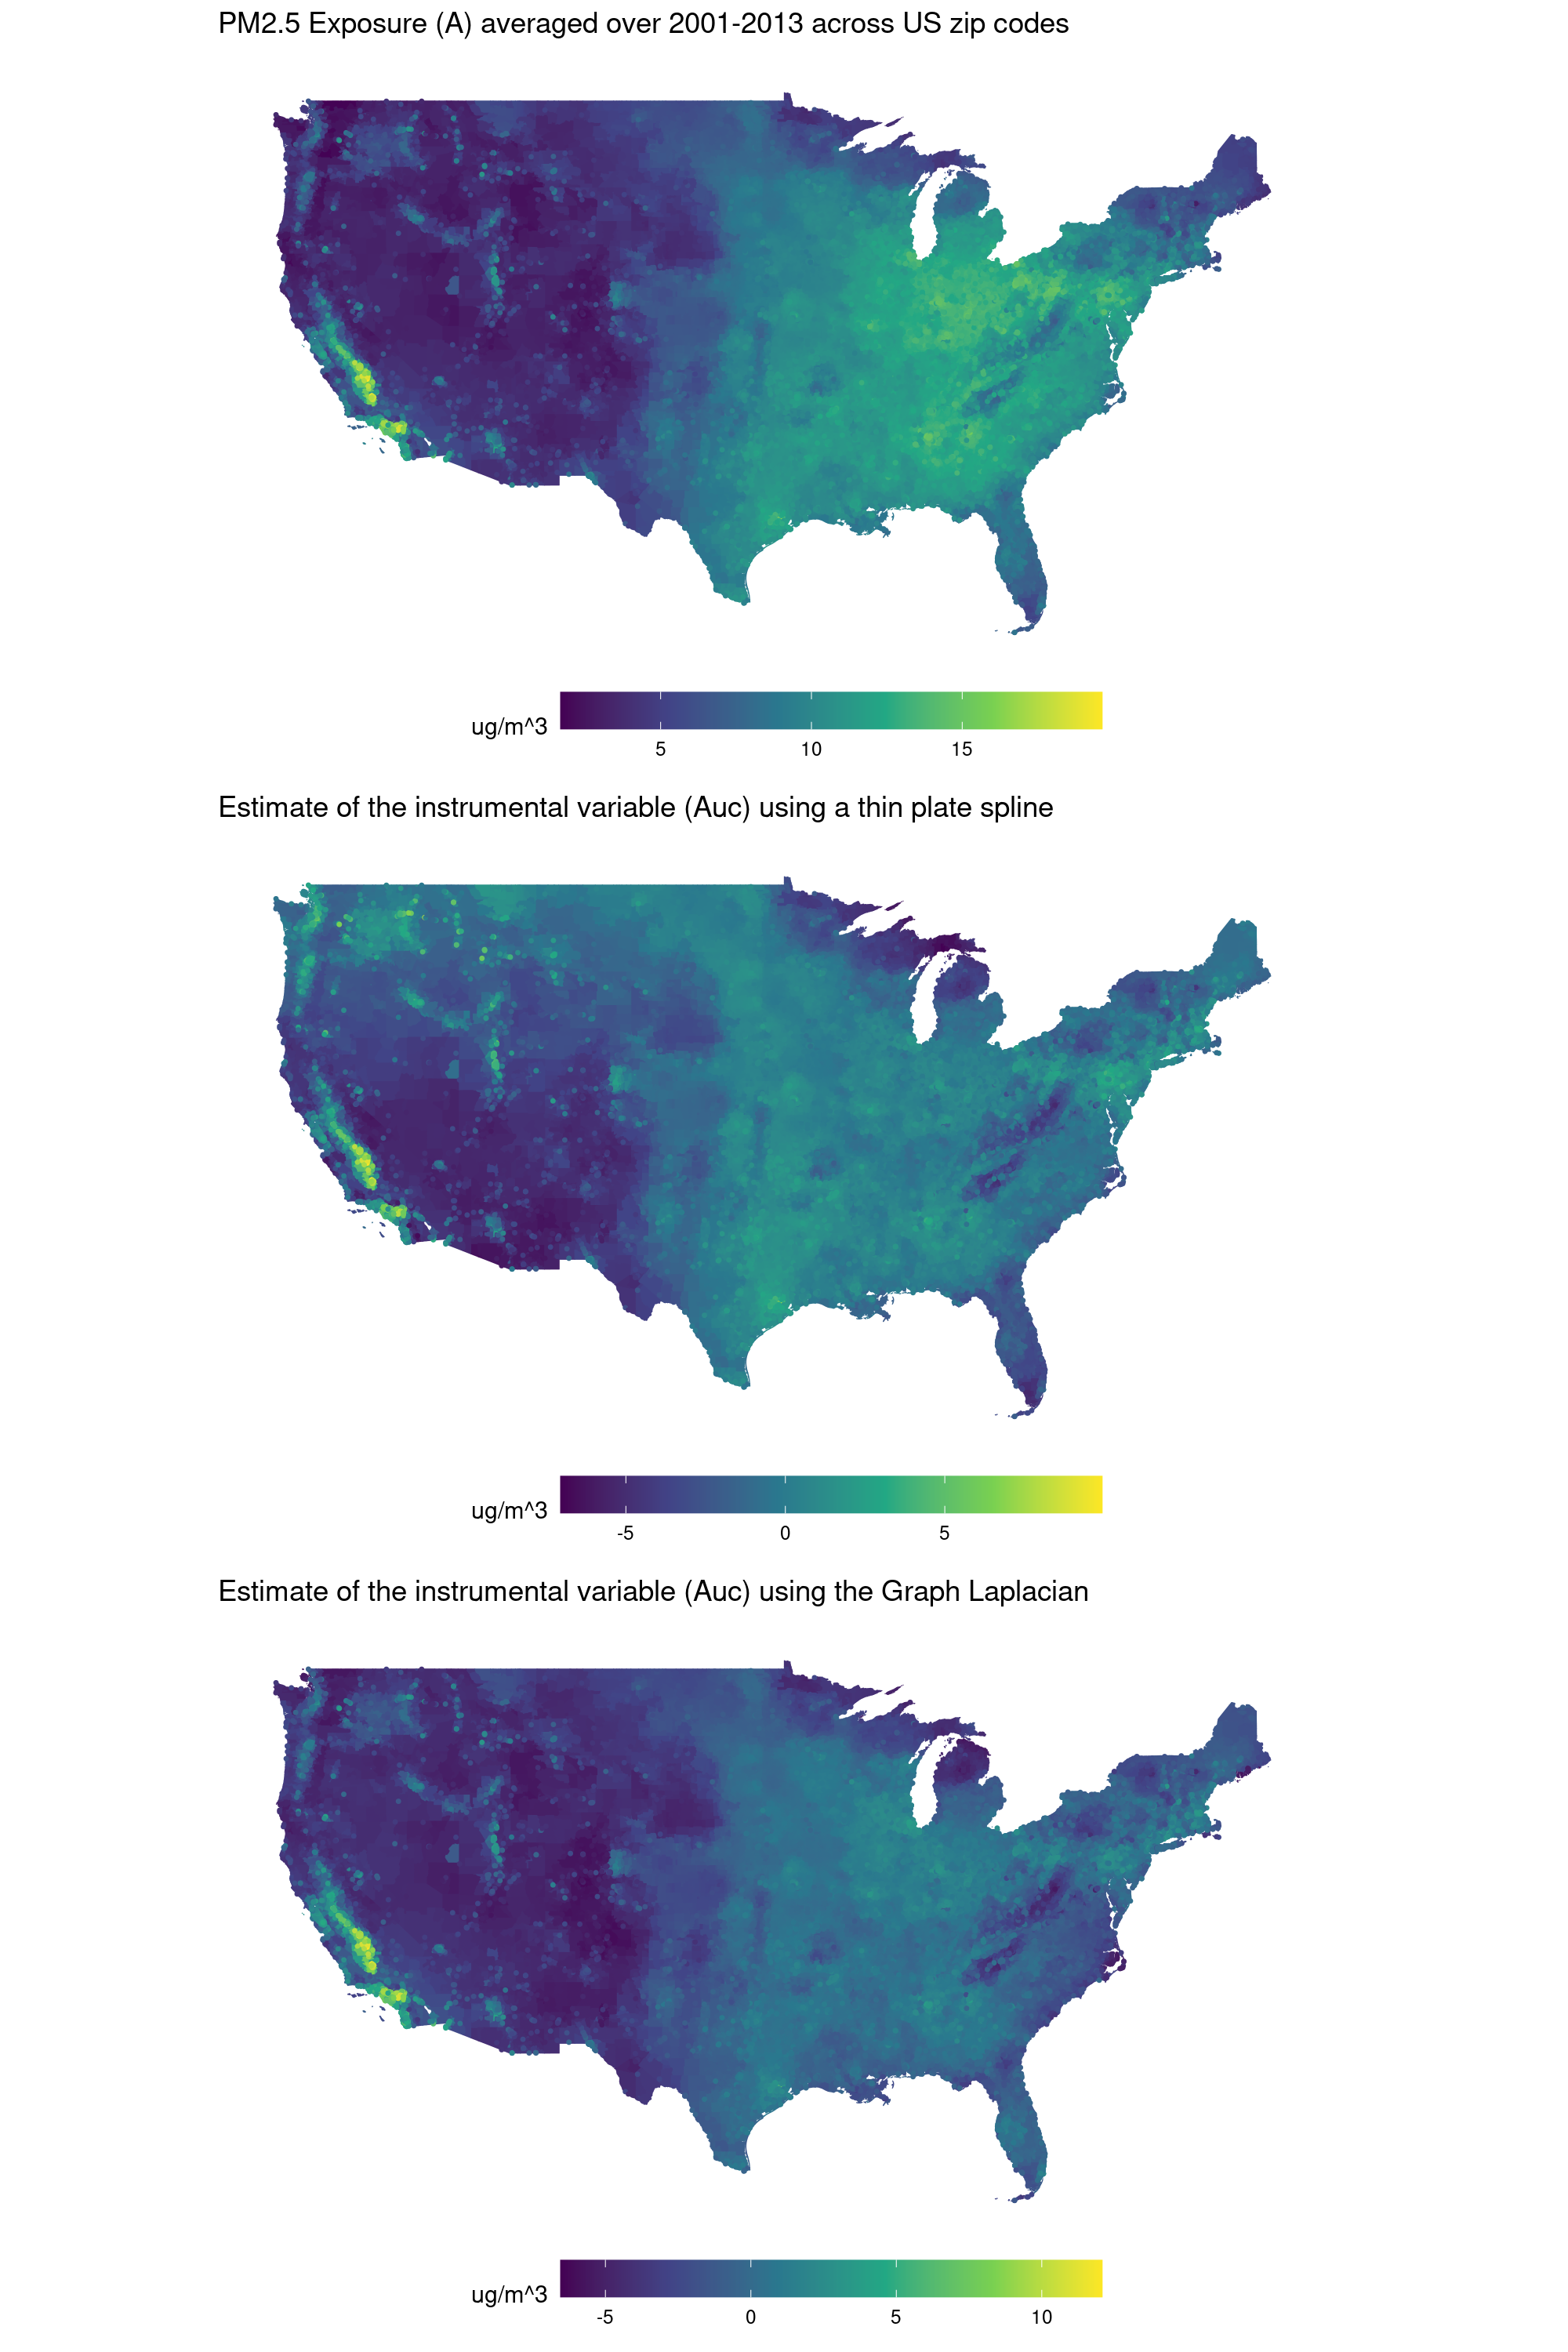 PM2.5 Exposure (A) averaged over 2001-2013 across US zip codes
ug/m^3
5 10 15
Estimate of the instrumental variable (Auc) using a thin plate spline
ug/m^3
-5 0 5
Estimate of the instrumental variable (Auc) using the Graph Laplacian
ug/m^3
-5 0 5 10